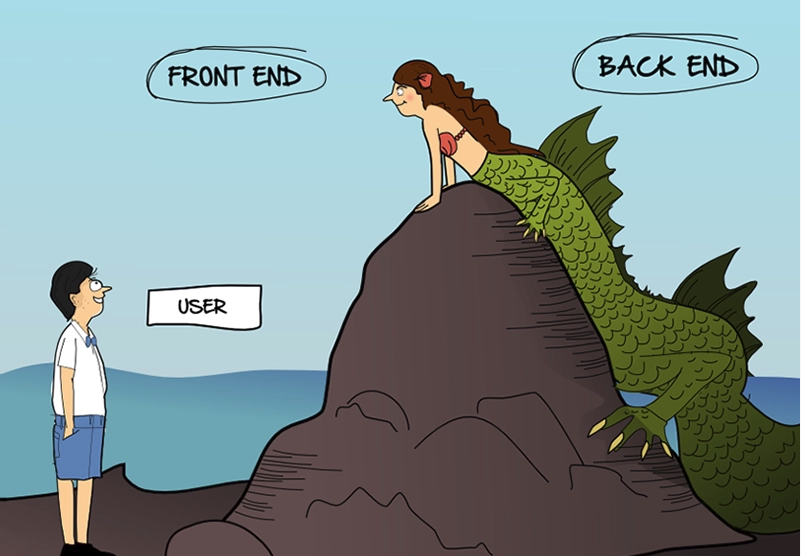 FRONT END
BACK END
USER